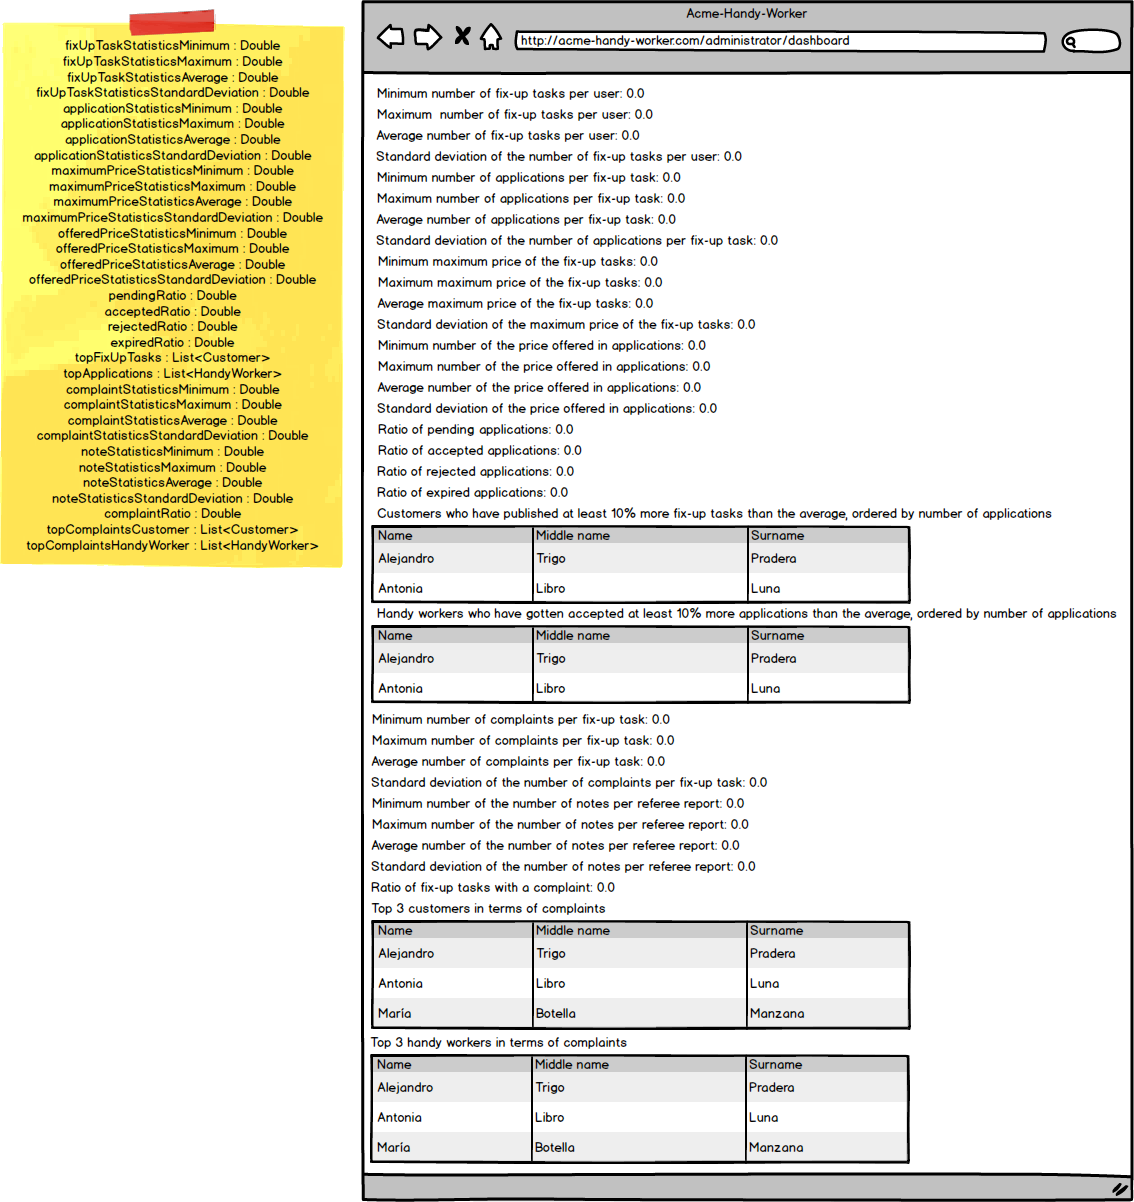 fixUpTaskStatisticsMinimum : Double
fixUpTaskStatisticsMaximum : Double
fixUpTaskStatisticsAverage : Double
fixUpTaskStatisticsStandardDeviation : Double
applicationStatisticsMinimum : Double
applicationStatisticsMaximum : Double
applicationStatisticsAverage : Double
applicationStatisticsStandardDeviation : Double
maximumPriceStatisticsMinimum : Double
maximumPriceStatisticsMaximum : Double
maximumPriceStatisticsAverage : Double
maximumPriceStatisticsStandardDeviation : Double
offeredPriceStatisticsMinimum : Double
offeredPriceStatisticsMaximum : Double
offeredPriceStatisticsAverage : Double
offeredPriceStatisticsStandardDeviation : Double
pendingRatio : Double
acceptedRatio : Double
rejectedRatio : Double
expiredRatio : Double
topFixUpTasks : List<Customer>
topApplications : List<HandyWorker>
complaintStatisticsMinimum : Double
complaintStatisticsMaximum : Double
complaintStatisticsAverage : Double
complaintStatisticsStandardDeviation : Double
noteStatisticsMinimum : Double
noteStatisticsMaximum : Double
noteStatisticsAverage : Double
noteStatisticsStandardDeviation : Double
complaintRatio : Double
topComplaintsCustomer : List<Customer>
topComplaintsHandyWorker : List<HandyWorker>
Acme-Handy-Worker
http://acme-handy-worker.com/administrator/dashboard
Minimum number of fix-up tasks per user: 0.0
Maximum  number of fix-up tasks per user: 0.0
Average number of fix-up tasks per user: 0.0
Standard deviation of the number of fix-up tasks per user: 0.0
Minimum number of applications per fix-up task: 0.0
Maximum number of applications per fix-up task: 0.0
Average number of applications per fix-up task: 0.0
Standard deviation of the number of applications per fix-up task: 0.0
Minimum maximum price of the fix-up tasks: 0.0
Maximum maximum price of the fix-up tasks: 0.0
Average maximum price of the fix-up tasks: 0.0
Standard deviation of the maximum price of the fix-up tasks: 0.0
Minimum number of the price offered in applications: 0.0
Maximum number of the price offered in applications: 0.0
Average number of the price offered in applications: 0.0
Standard deviation of the price offered in applications: 0.0
Ratio of pending applications: 0.0
Ratio of accepted applications: 0.0
Ratio of rejected applications: 0.0
Ratio of expired applications: 0.0
Customers who have published at least 10% more fix-up tasks than the average, ordered by number of applications
Name Middle name Surname
Alejandro Trigo Pradera
Antonia Libro Luna
Handy workers who have gotten accepted at least 10% more applications than the average, ordered by number of applications
Name Middle name Surname
Alejandro Trigo Pradera
Antonia Libro Luna
Minimum number of complaints per fix-up task: 0.0
Maximum number of complaints per fix-up task: 0.0
Average number of complaints per fix-up task: 0.0
Standard deviation of the number of complaints per fix-up task: 0.0
Minimum number of the number of notes per referee report: 0.0
Maximum number of the number of notes per referee report: 0.0
Average number of the number of notes per referee report: 0.0
Standard deviation of the number of notes per referee report: 0.0
Ratio of fix-up tasks with a complaint: 0.0
Top 3 customers in terms of complaints
Name Middle name Surname
Alejandro Trigo Pradera
Antonia Libro Luna
María Botella Manzana
Top 3 handy workers in terms of complaints
Name Middle name Surname
Alejandro Trigo Pradera
Antonia Libro Luna
María Botella Manzana